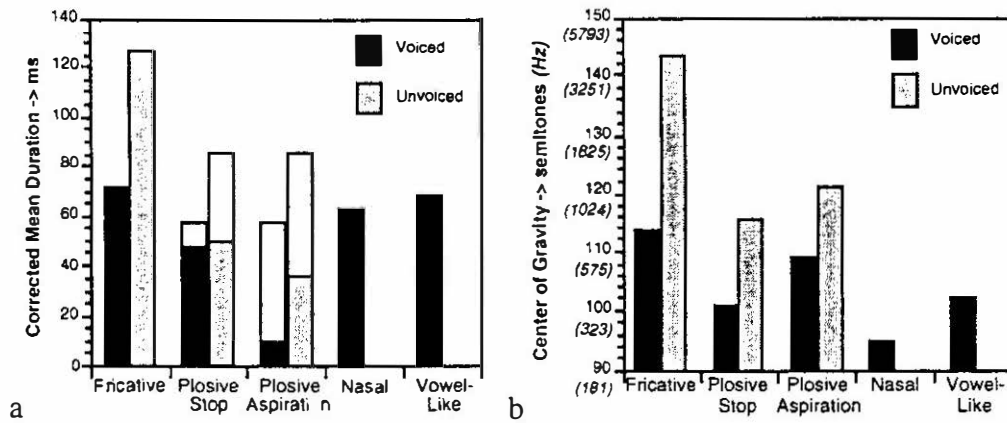 Corrected Mean Duration -> ms
140
120
100
80
60
40
20
0
Voiced
Unvoiced
Fricative
Plosive
Stop
Plosive
Aspirati n
Nasal
Vowel-
Like
a
Center of Gravity -> semitones (Hz)
150
(5793)
140
(3251)
130
(1825)
120
(1024)
110
(575)
100
(323)
90
(181)
Voiced
Unvoiced
Fricative
Plosive
Stop
Plosive
Aspiration
Nasal
Vowel-
Like
b